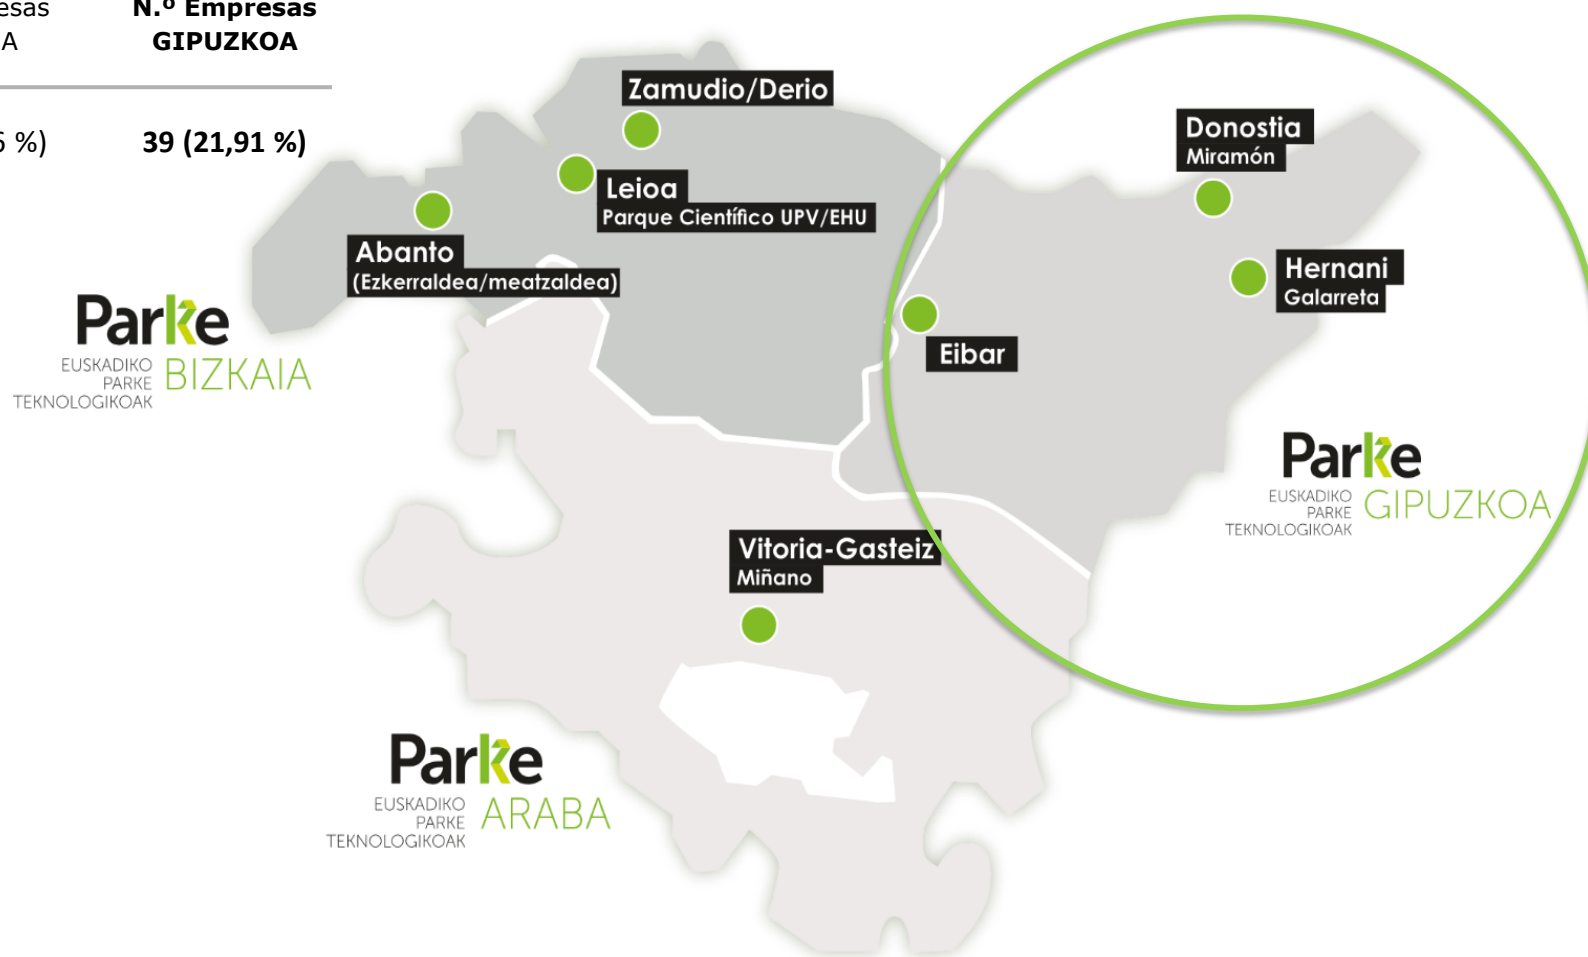 N.º Empresas
GIPUZKOA
39 (21,91 %)
Zamudio/Derio
Leioa
Parque Científico UPV/EHU
Abanto
(Ezkerraldea/meatzaldea)
Donostia
Miramón
Hernani
Galarreta
Eibar
Parke
EUSKADIKO
PARKE
TEKNOLOGIKOAK
BIZKAIA
Parke
EUSKADIKO
PARKE
TEKNOLOGIKOAK
GIPUZKOA
Vitoria-Gasteiz
Miñano
Parke
EUSKADIKO
PARKE
TEKNOLOGIKOAK
ARABA